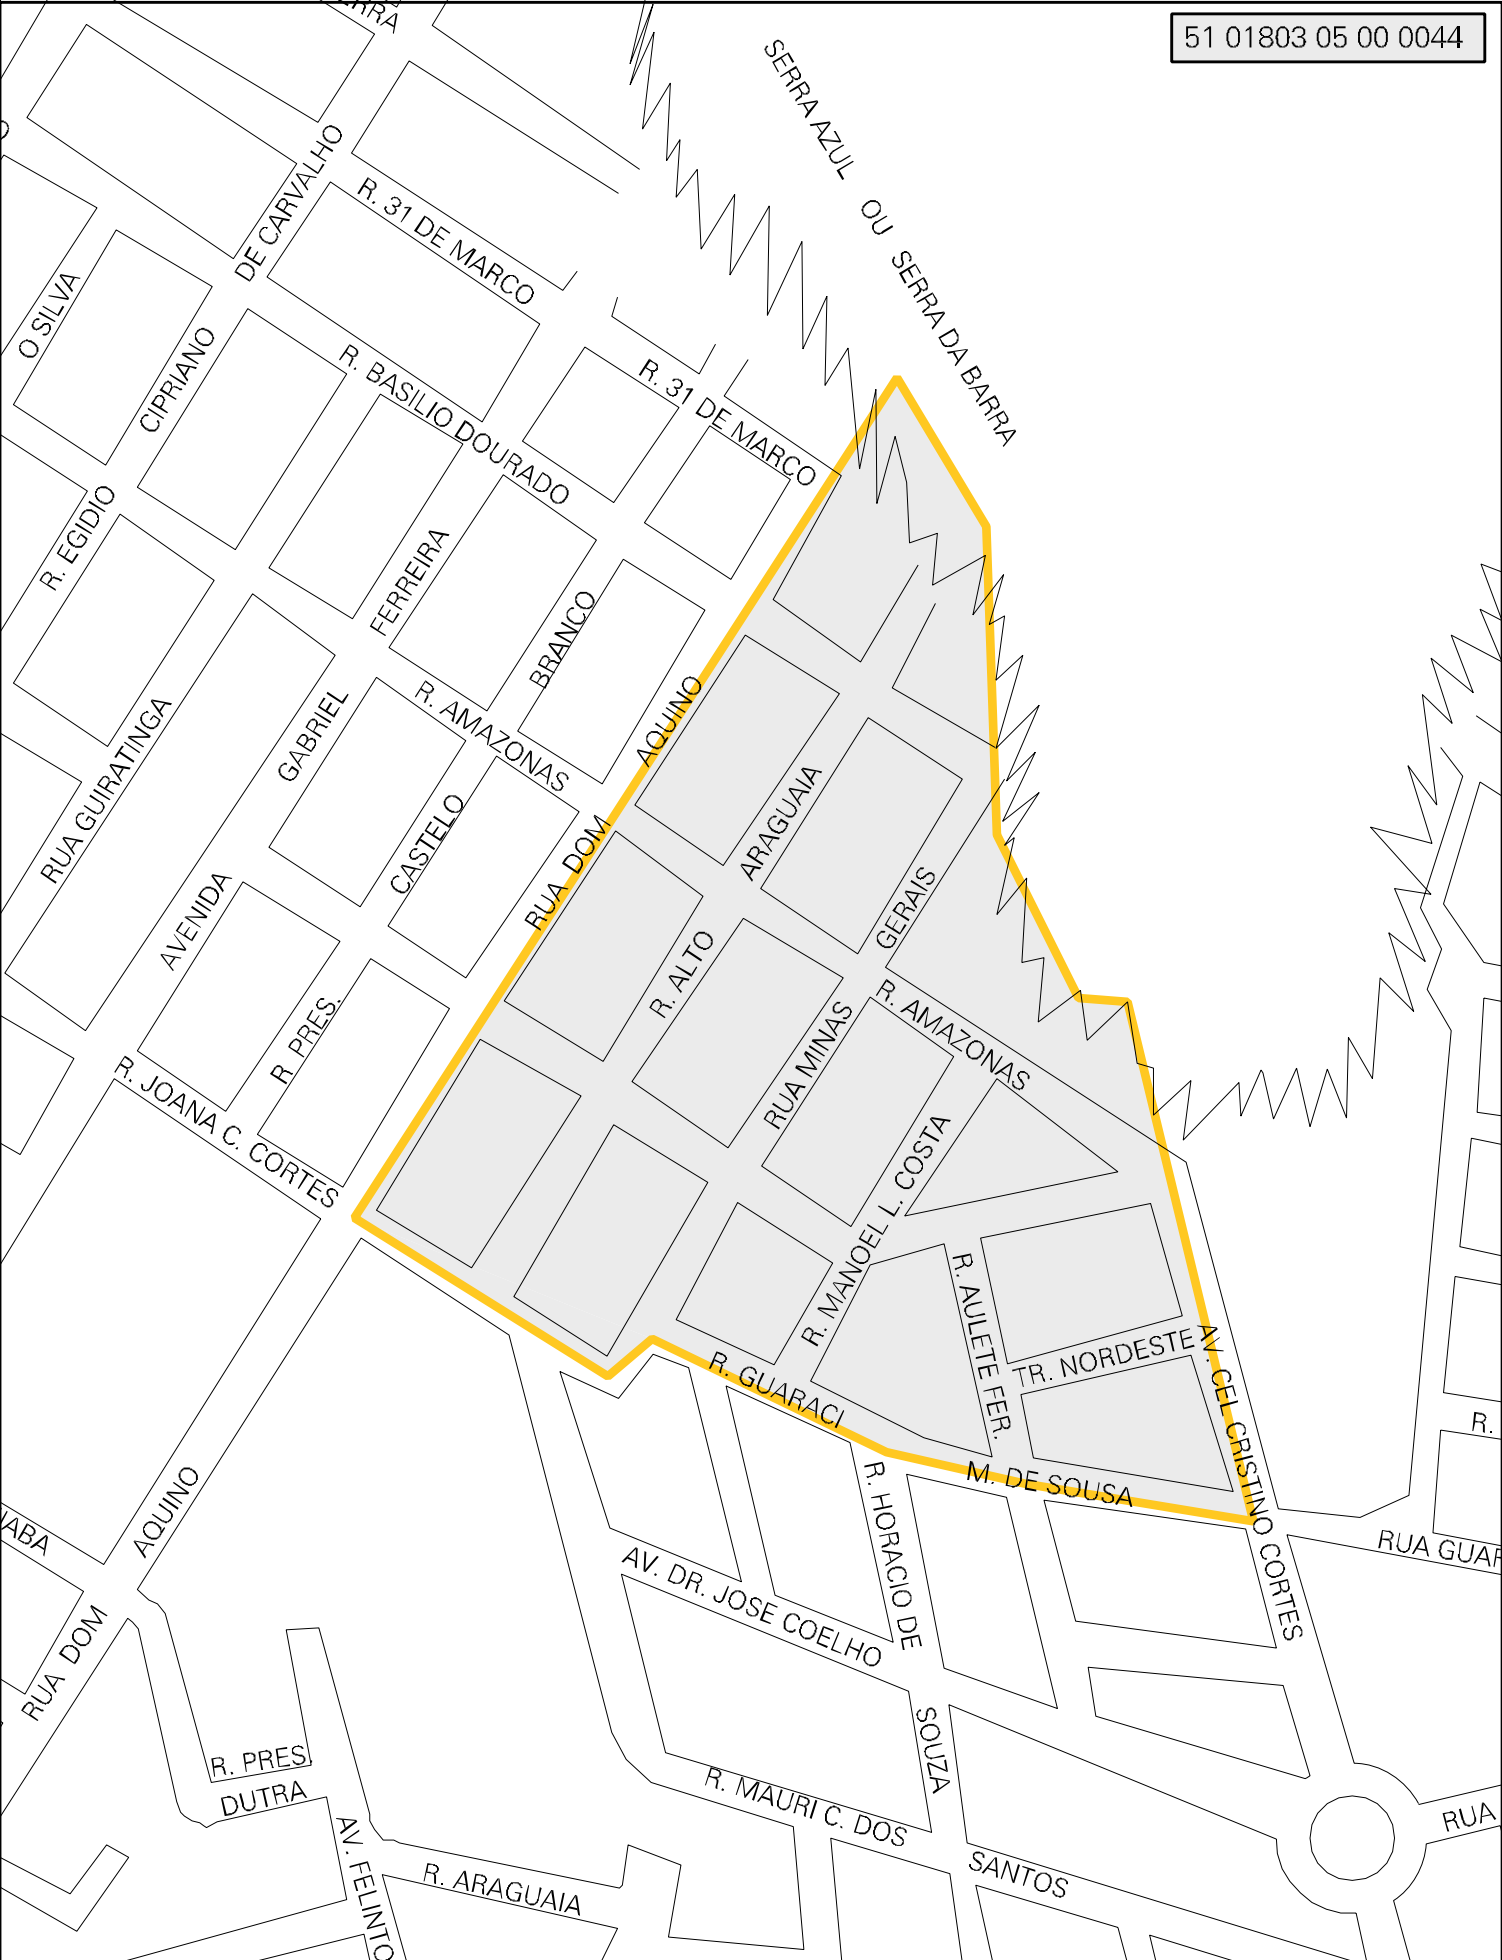 51 01803 05 00 0044
SERRA AZUL OU SERRA DA BARRA
DE CARVALHO
R. 31 DE MARCO
O SILVA
CIPRIANO
R. BASILIO DOURADO
R. 31 DE MARCO
R. EGIDIO
FERREIRA
BRANCO
RUA GUIRATINGA
GABRIEL
R. AMAZONAS
AQUINO
AVENIDA
CASTELO
RUA DOM
ARAGUAIA
GERAIS
R. PRES.
R. ALTO
RUA MINAS
R. AMAZONAS
R. JOANA C. CORTES
R. MANOEL L. COSTA
R. AULETE FER.
TR. NORDESTE
AV. CEL CRISTINO CORTES
R. GUARACI
M. DE SOUSA
R.
AQUINO
RUA DOM
R. HORACIO DE
SOUZA
AV. DR. JOSE COELHO
RUA GUAR
R. PRES.
DUTRA
R. MAURI C. DOS
SANTOS
RUA
AV. FELINTO
R. ARAGUAIA